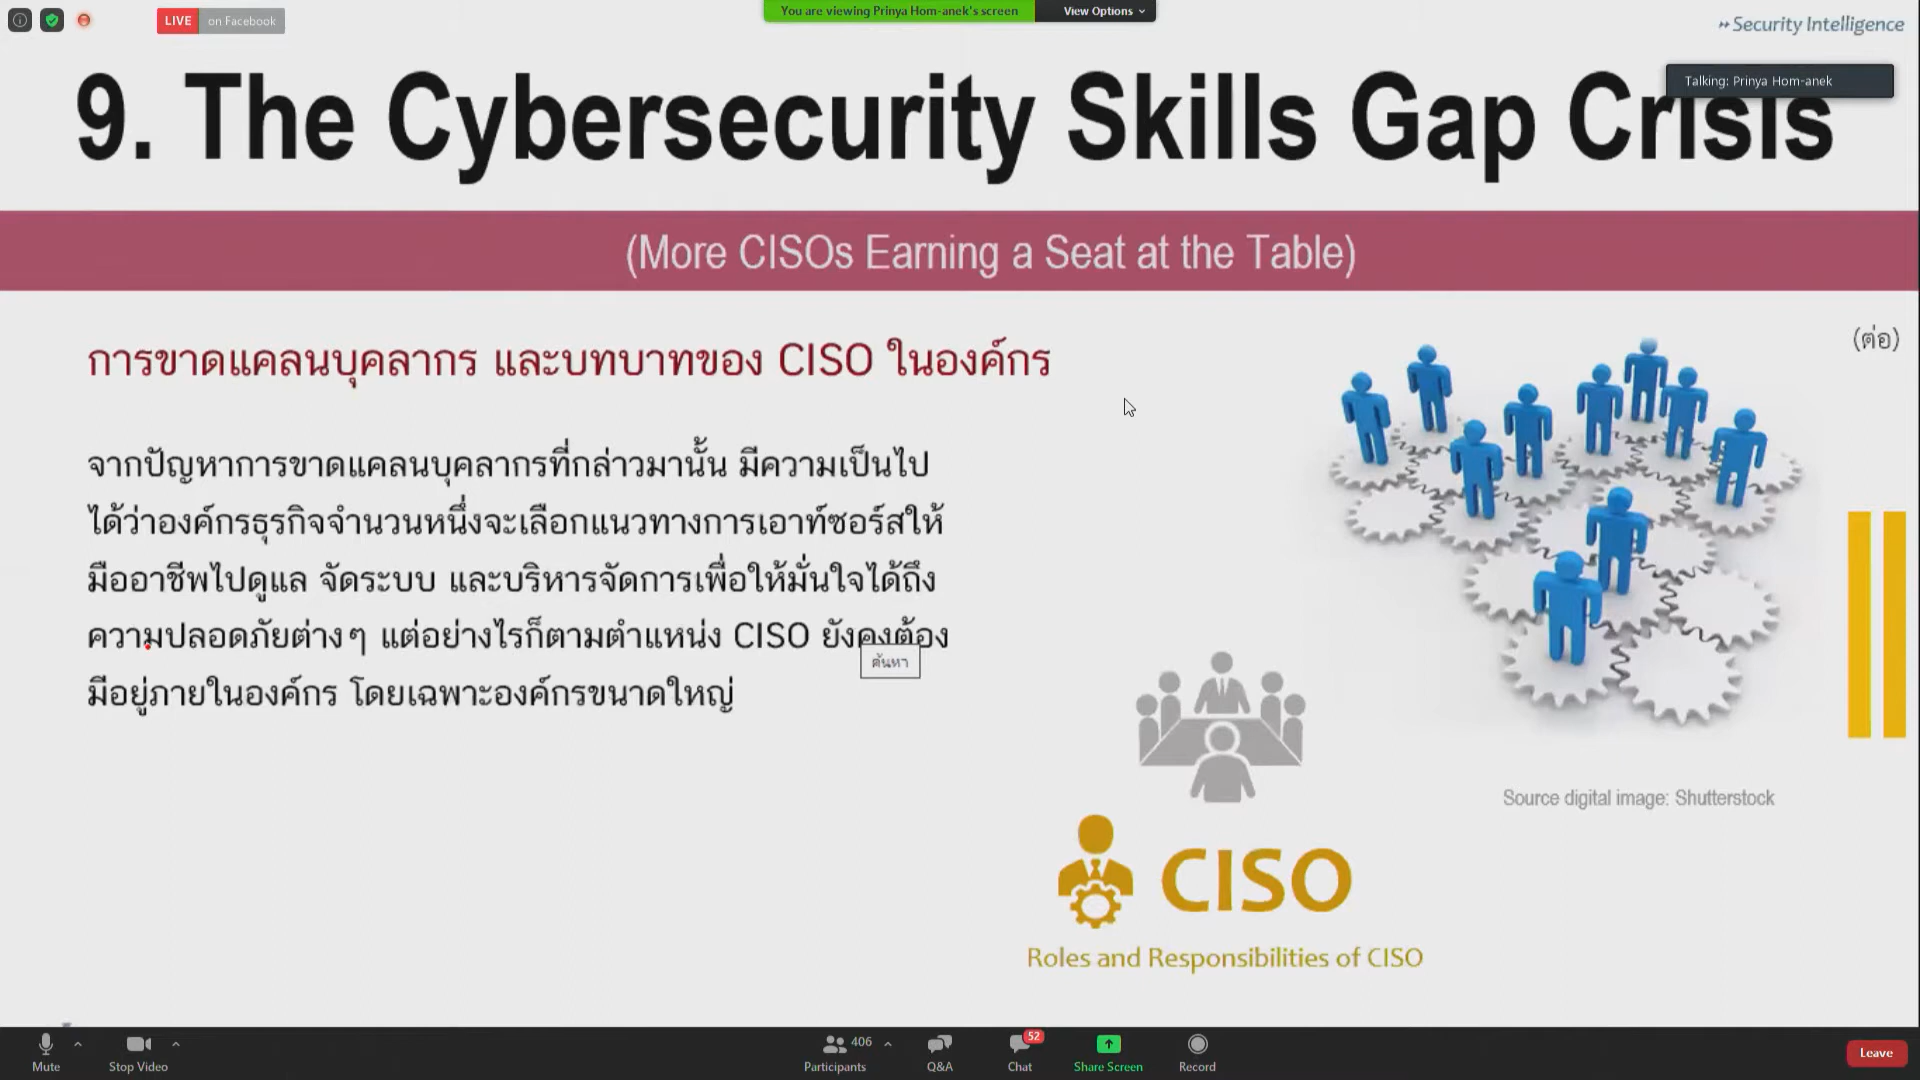 LIVE on Facebook
You are viewing Prinya Hom-anek's screen
View Options
Security Intelligence
Talking: Prinya Hom-anek
9. The Cybersecurity Skills Gap Crisis
(More CISOs Earning a Seat at the Table)
(ต่อ)
การขาดแคลนบุคลากร และบทบาทของ CISO ในองค์กร
จากปัญหาการขาดแคลนบุคลากรที่กล่าวมานั้น มีความเป็นไป
ได้ว่าองค์กรธุรกิจจำนวนหนึ่งจะเลือกแนวทางการเอาท์ซอร์สให้
มืออาชีพไปดูแล จัดระบบ และบริหารจัดการเพื่อให้มั่นใจได้ถึง
ความปลอดภัยต่างๆ แต่อย่างไรก็ตามตำแหน่ง CISO ยังคงต้อง
ค้นหา
มีอยู่ภายในองค์กร โดยเฉพาะองค์กรขนาดใหญ่
Source digital image: Shutterstock
CISO
Roles and Responsibilities of CISO
Mute
Stop Video
406
Participants
Q&A
52
Chat
Share Screen
Record
Leave